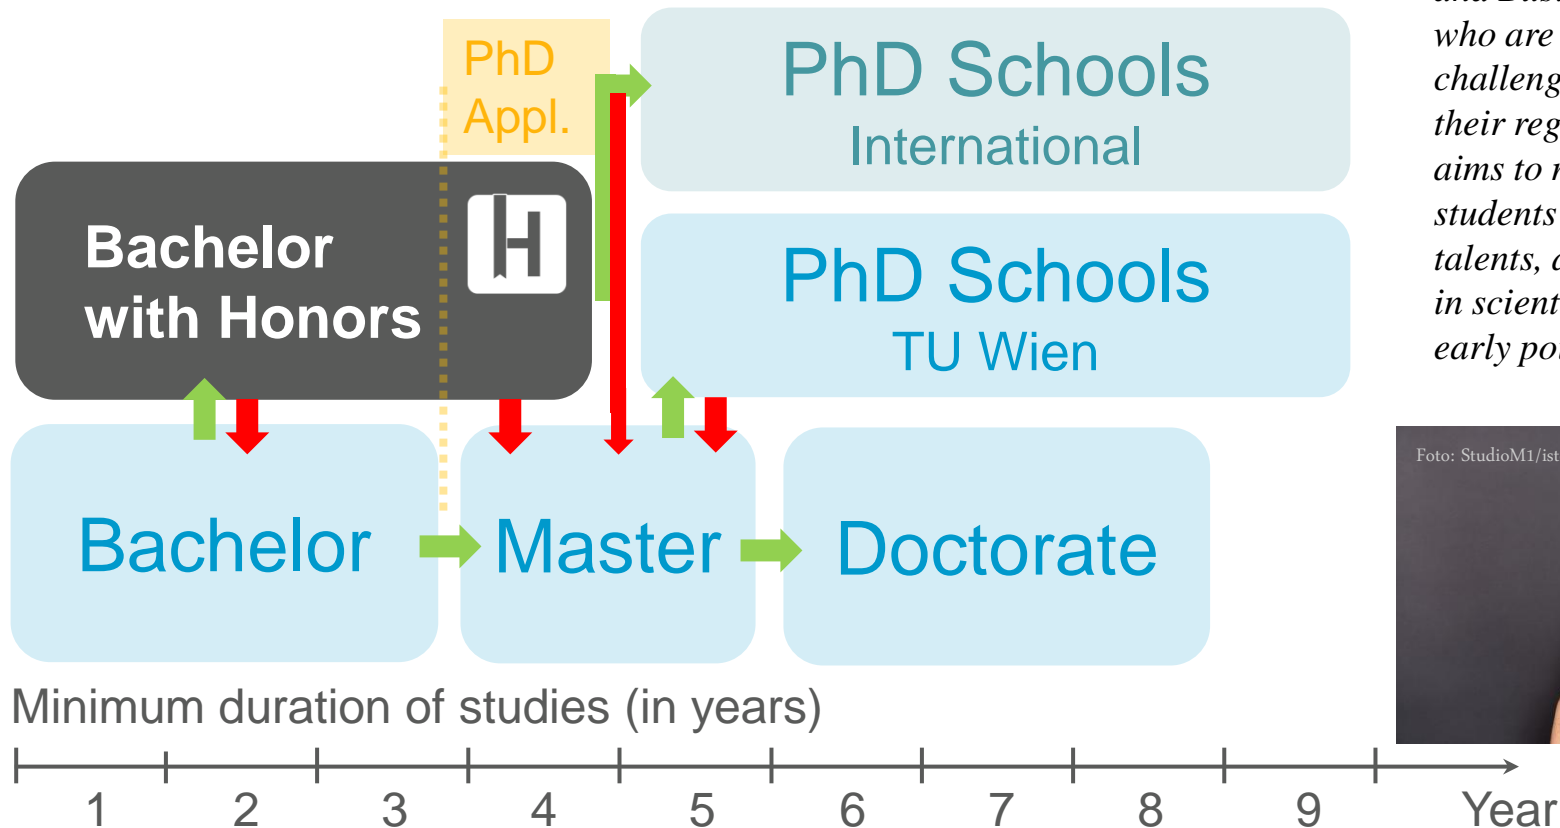 PhD
Appl.
PhD Schools
International
Bachelor
with Honors
H
PhD Schools
TU Wien
Bachelor
Master
Doctorate
Minimum duration of studies (in years)
1 2 3 4 5 6 7 8 9 Year
who are
challeng
their reg
aims to
students
talents,
in scient
early
Foto: StudioM1/ist